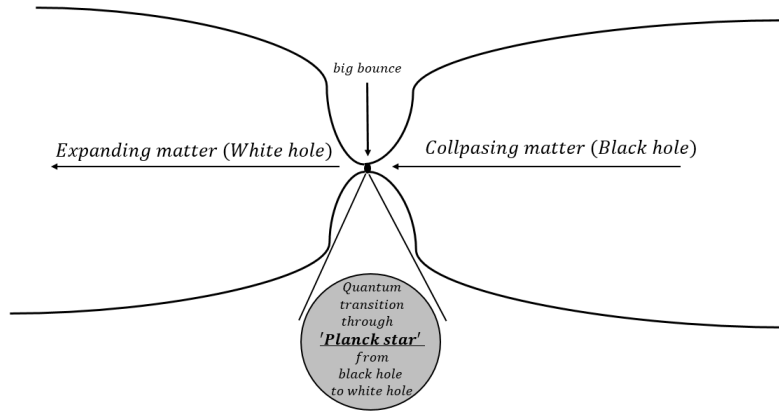 big bounce
Expanding matter (White hole)
Collpasing matter (Black hole)
Quantum
transition
through
'Planck star'
from
black hole
to white hole